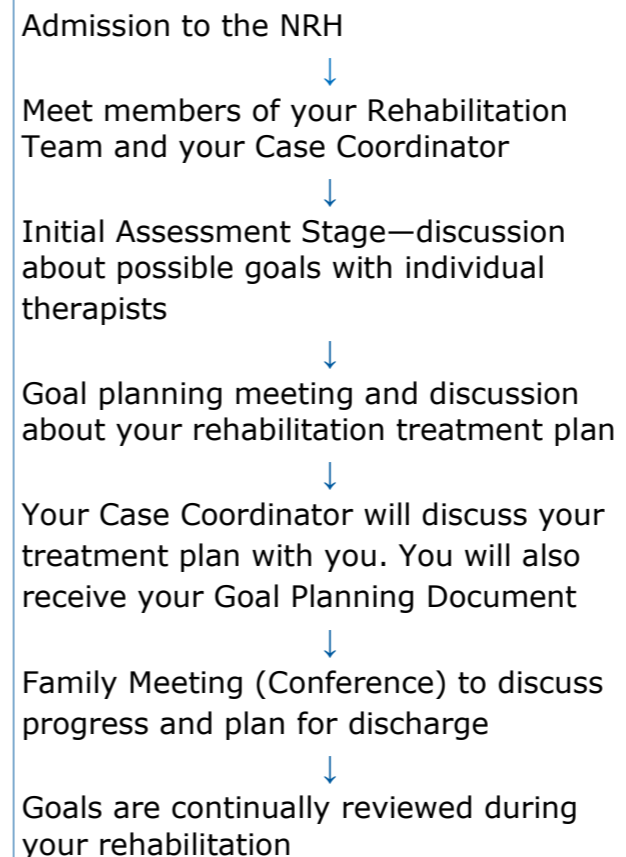 Admission to the NRH
↓
Meet members of your Rehabilitation
Team and your Case Coordinator
↓
Initial Assessment Stage—discussion
about possible goals with individual
therapists
↓
Goal planning meeting and discussion
about your rehabilitation treatment plan
↓
Your Case Coordinator will discuss your
treatment plan with you. You will also
receive your Goal Planning Document
↓
Family Meeting (Conference) to discuss
progress and plan for discharge
↓
Goals are continually reviewed during
your rehabilitation